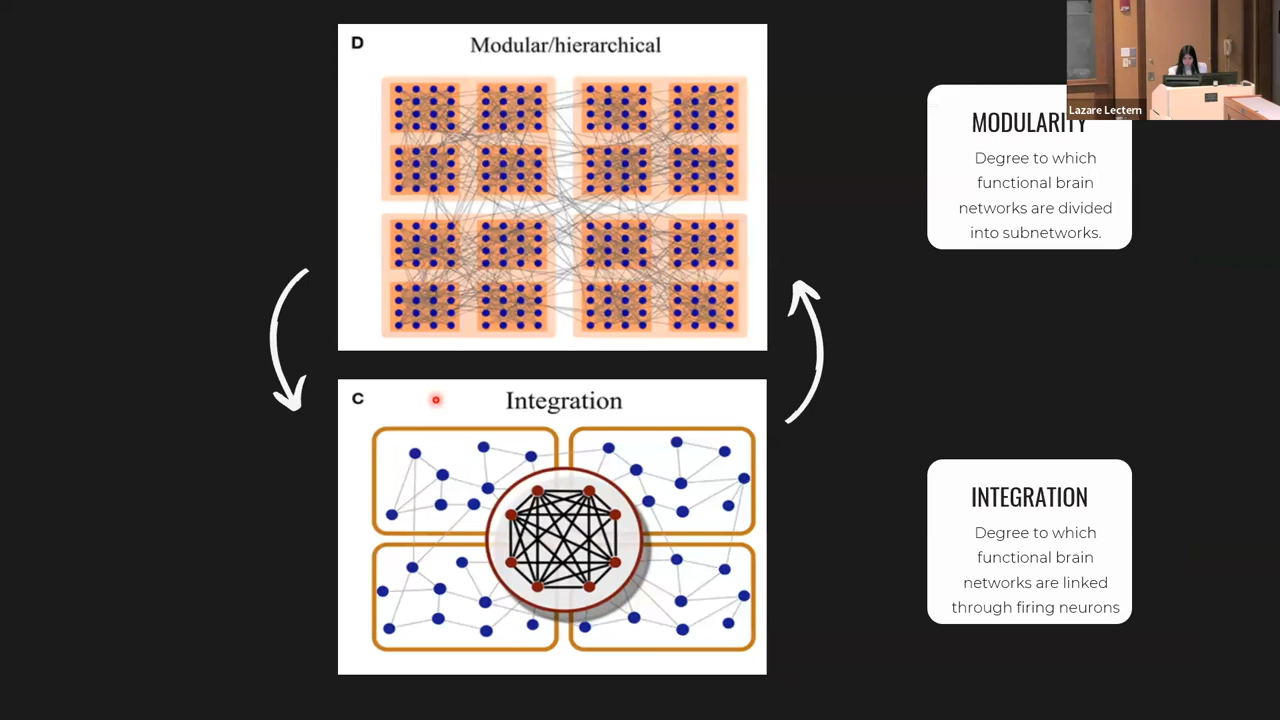 D
Modular/hierarchical
C
Integration
MODULARITY
Degree to which
functional brain
networks are divided
into subnetworks.
INTEGRATION
Degree to which
functional brain
networks are linked
through firing neurons
Lazare Lectern